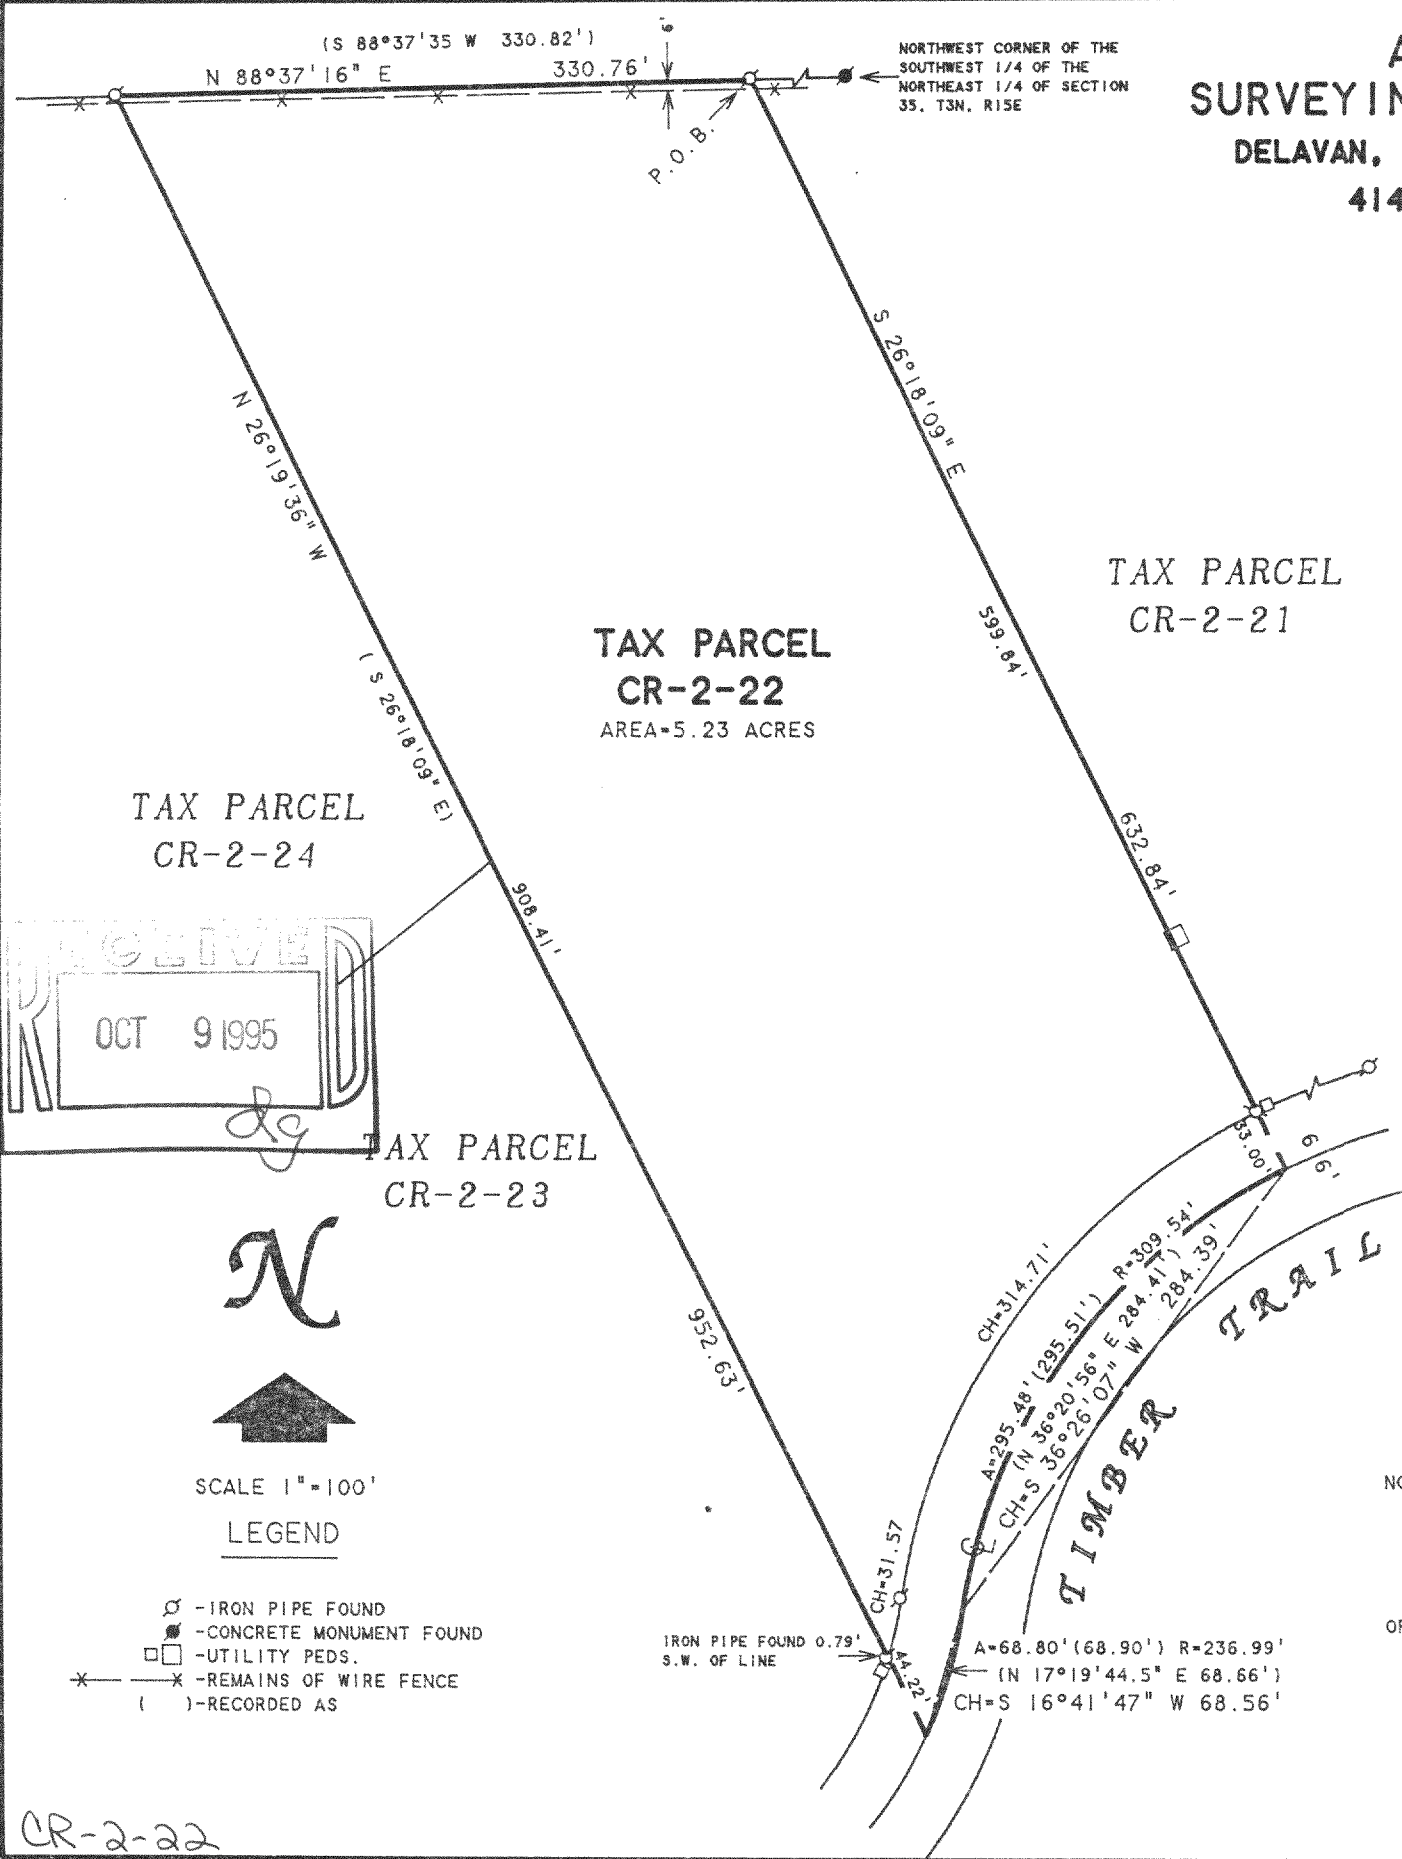 (S 88°37'35 W 330.82')
N 88°37'16" E 330.76'
6'
NORTHWEST CORNER OF THE
SOUTHWEST 1/4 OF THE
NORTHEAST 1/4 OF SECTION
35, T3N, R15E
P.O.B.
SURVEYIN
DELAVAN,
414
S 26°18'09" E
N 26°19'36" W
599.84'
TAX PARCEL
CR-2-21
TAX PARCEL
CR-2-22
AREA=5.23 ACRES
( S 26°18'09" E)
632.84'
TAX PARCEL
CR-2-24
908.41'
RECEIVED
OCT 9 1995
dg
TAX PARCEL
CR-2-23
33.00'
66'
N
952.63'
CH=314.71'
A=295.48'(295.51') R=309.54'
(N 36°20'56" E 284.41')
CH=S 36°26'07" W 284.39'
TIMBER TRAIL
SCALE 1"=100'
LEGEND
NO
CH=31.57
CL
-IRON PIPE FOUND
-CONCRETE MONUMENT FOUND
-UTILITY PEDS.
X X -REMAINS OF WIRE FENCE
( )-RECORDED AS
IRON PIPE FOUND 0.79'
S.W. OF LINE
44.22'
A=68.80'(68.90') R=236.99'
(N 17°19'44.5" E 68.66')
CH=S 16°41'47" W 68.56'
CR-2-22